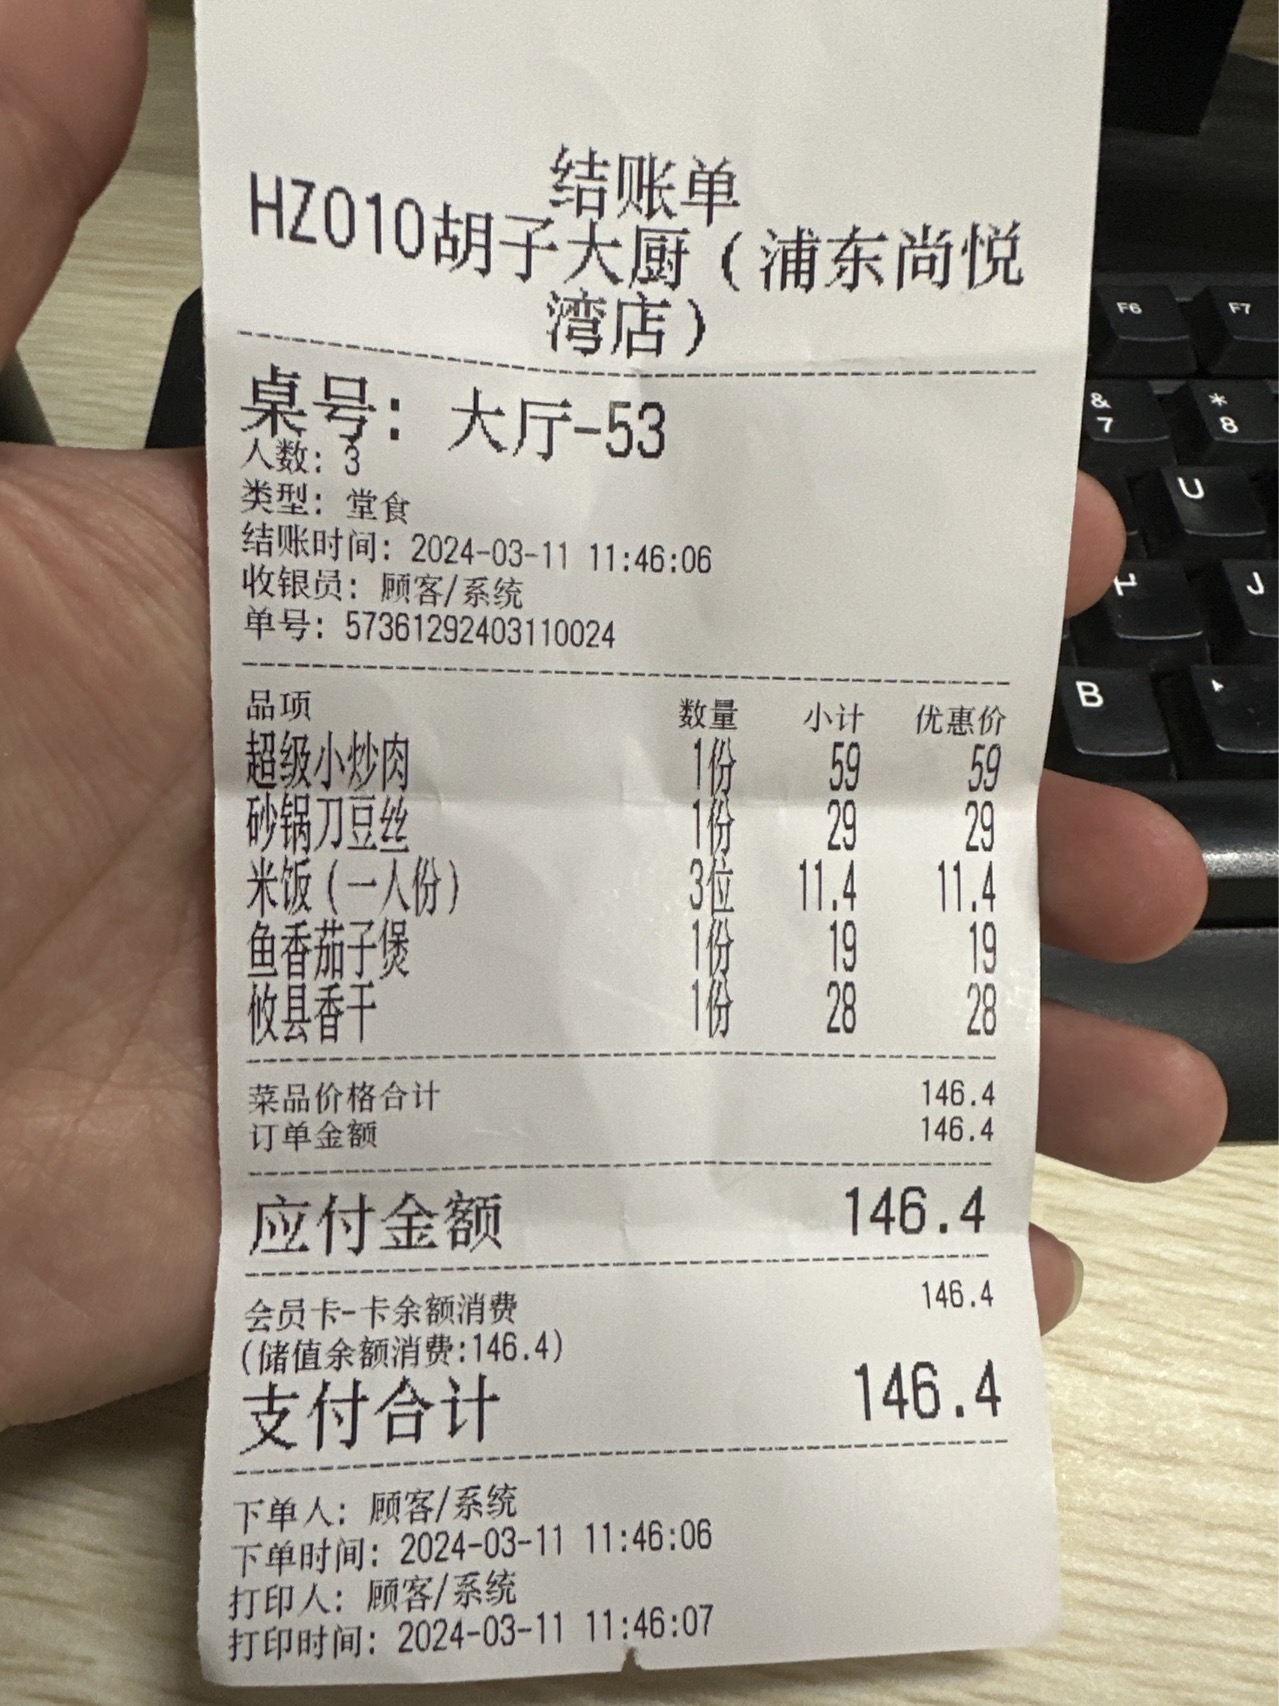 结账单
HZ010胡子大厨（浦东尚悦
湾店）
桌号： 大厅-53
人数：3
类型：堂食
结账时间：2024-03-11 11:46:06
收银员：顾客/系统
单号：573612924031​10024
品项 数量 小计 优惠价
超级小炒肉 1份 59 59
砂锅刀豆丝 1份 29 29
米饭（一人份） 3位 11.4 11.4
鱼香茄子煲 1份 19 19
攸县香干 1份 28 28
菜品价格合计 146.4
订单金额 146.4
应付金额 146.4
会员卡-卡余额消费 146.4
(储值余额消费:146.4)
支付合计 146.4
下单人：顾客/系统
下单时间：2024-03-11 11:46:06
打印人：顾客/系统
打印时间：2024-03-11 11:46:07
F6 F7
& 7 * 8
U
J
B